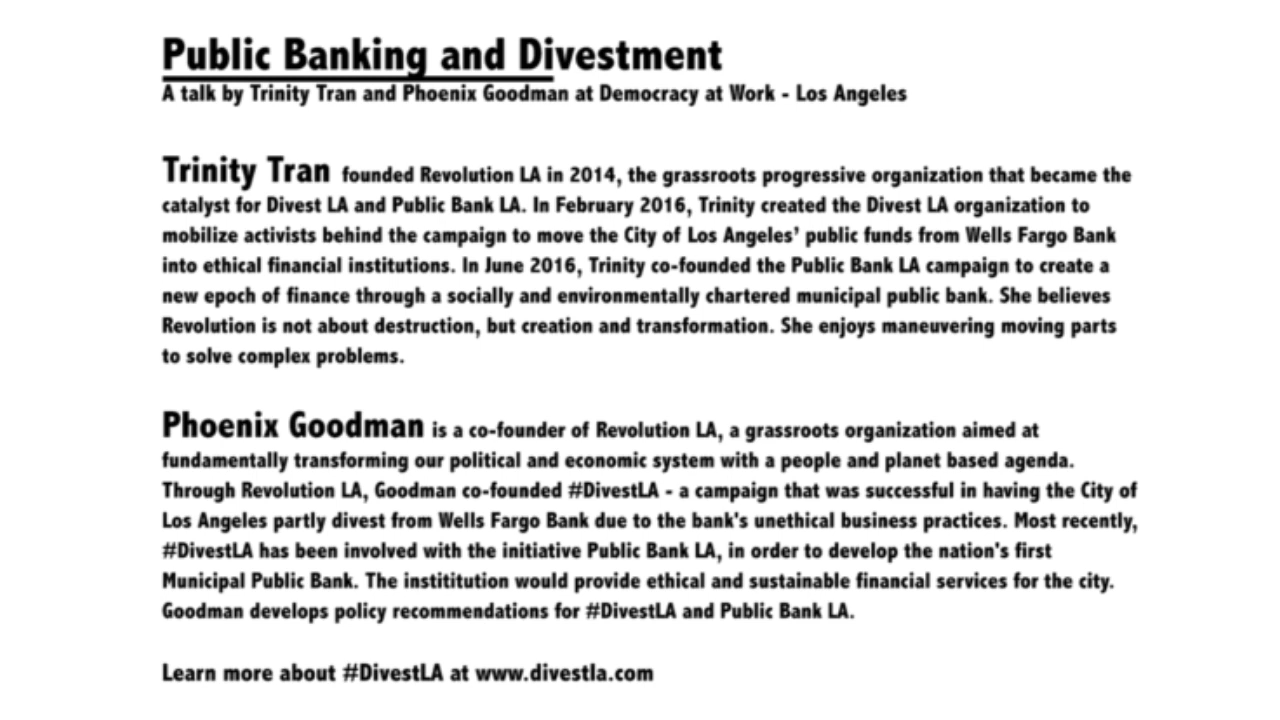 Public Banking and Divestment
A talk by Trinity Tran and Phoenix Goodman at Democracy at Work - Los Angeles
Trinity Tran founded Revolution LA in 2014, the grassroots progressive organization that became the
catalyst for Divest LA and Public Bank LA. In February 2016, Trinity created the Divest LA organization to
mobilize activists behind the campaign to move the City of Los Angeles' public funds from Wells Fargo Bank
into ethical financial institutions. In June 2016, Trinity co-founded the Public Bank LA campaign to create a
new epoch of finance through a socially and environmentally chartered municipal public bank. She believes
Revolution is not about destruction, but creation and transformation. She enjoys maneuvering moving parts
to solve complex problems.
Phoenix Goodman is a co-founder of Revolution LA, a grassroots organization aimed at
fundamentally transforming our political and economic system with a people and planet based agenda.
Through Revolution LA, Goodman co-founded #DivestLA - a campaign that was successful in having the City of
Los Angeles partly divest from Wells Fargo Bank due to the bank's unethical business practices. Most recently,
#DivestLA has been involved with the initiative Public Bank LA, in order to develop the nation's first
Municipal Public Bank. The instititution would provide ethical and sustainable financial services for the city.
Goodman develops policy recommendations for #DivestLA and Public Bank LA.
Learn more about #DivestLA at www.divestla.com